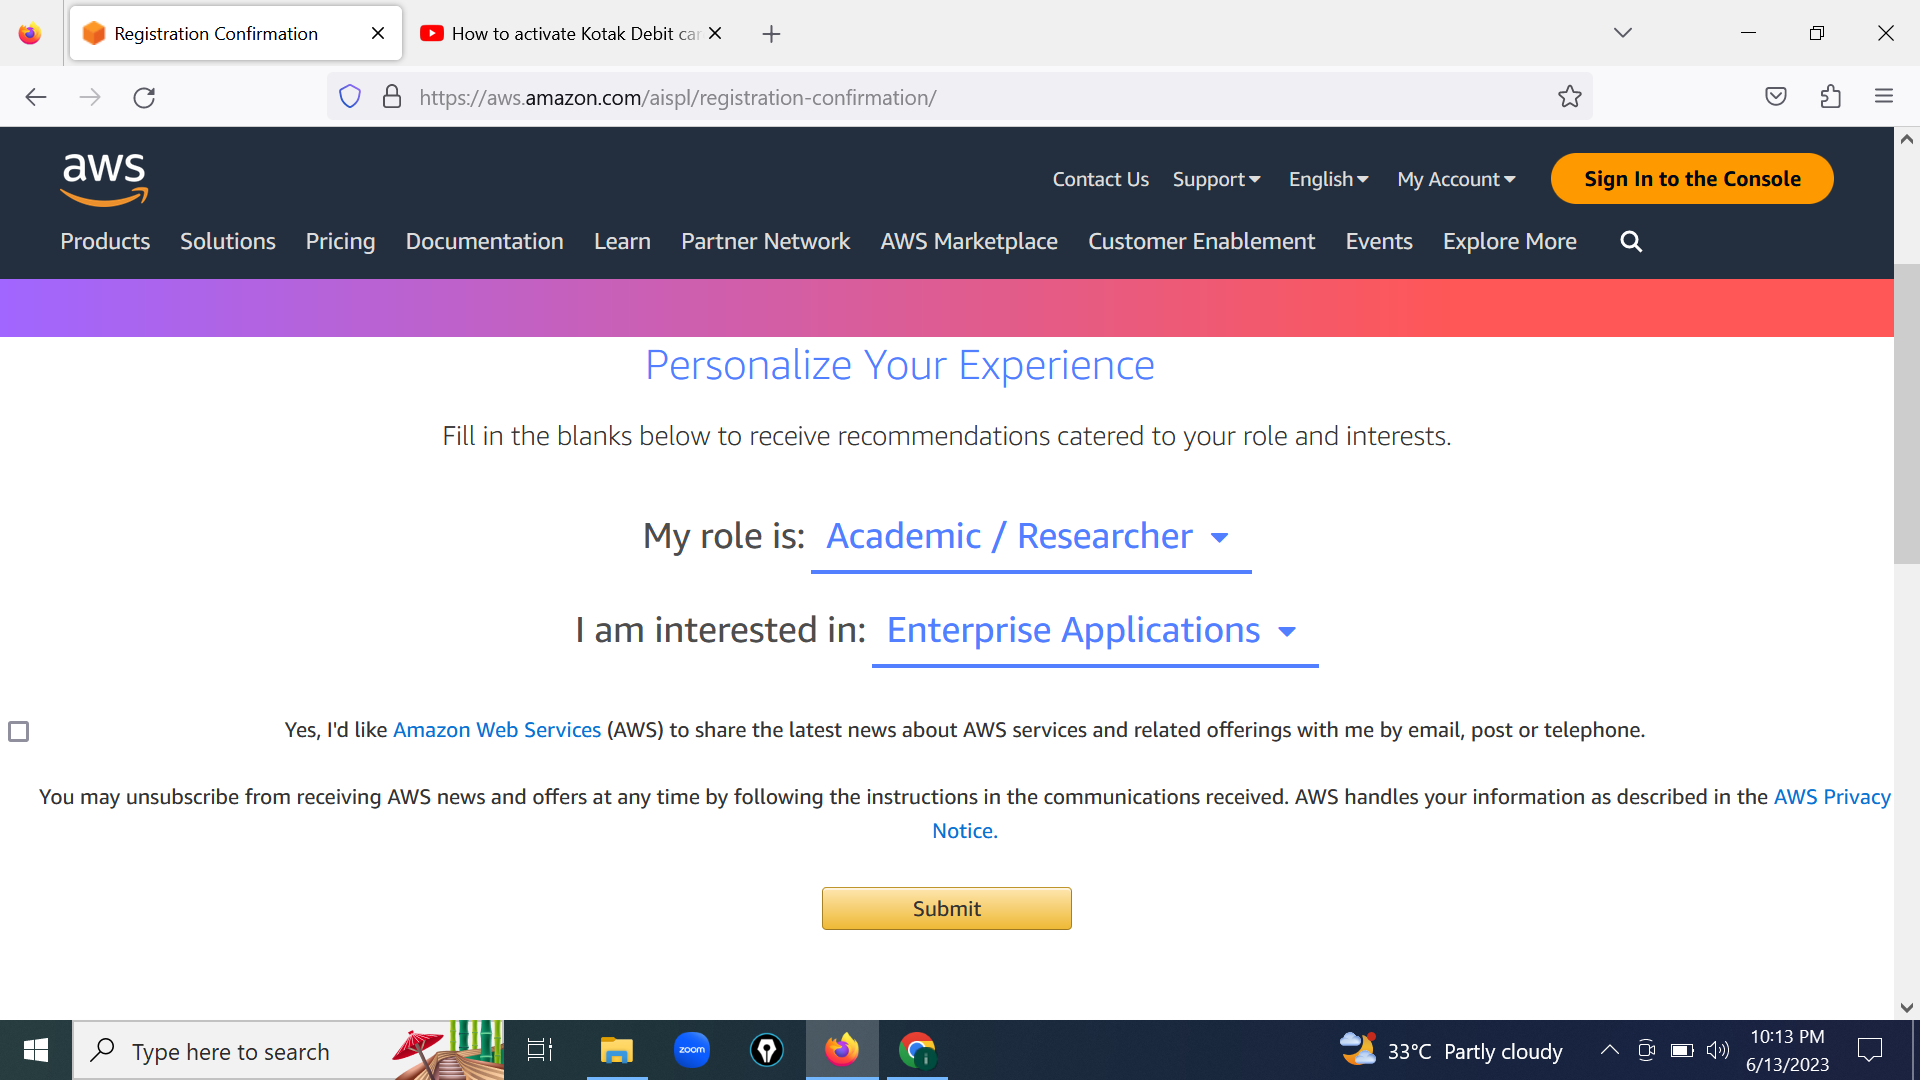 Registration Confirmation
How to activate Kotak Debit car
https://aws.amazon.com/aispl/registration-confirmation/
aws
Contact Us Support English My Account Sign In to the Console
Products Solutions Pricing Documentation Learn Partner Network AWS Marketplace Customer Enablement Events Explore More
Personalize Your Experience
Fill in the blanks below to receive recommendations catered to your role and interests.
My role is: Academic / Researcher
I am interested in: Enterprise Applications
Yes, I'd like Amazon Web Services (AWS) to share the latest news about AWS services and related offerings with me by email, post or telephone.
You may unsubscribe from receiving AWS news and offers at any time by following the instructions in the communications received. AWS handles your information as described in the AWS Privacy
Notice.
Submit
Type here to search
zoom
33°C Partly cloudy
10:13 PM
6/13/2023